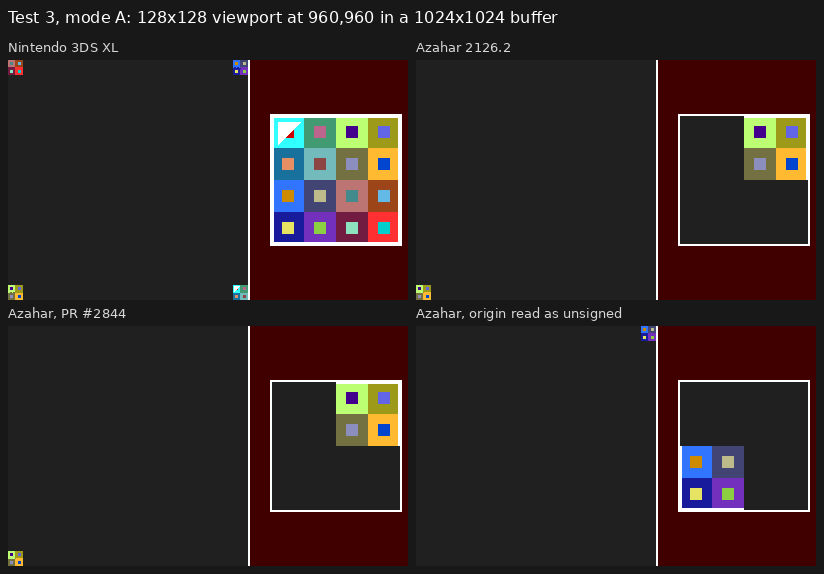 Test 3, mode A: 128x128 viewport at 960,960 in a 1024x1024 buffer
Nintendo 3DS XL
Azahar 2126.2
Azahar, PR #2844
Azahar, origin read as unsigned